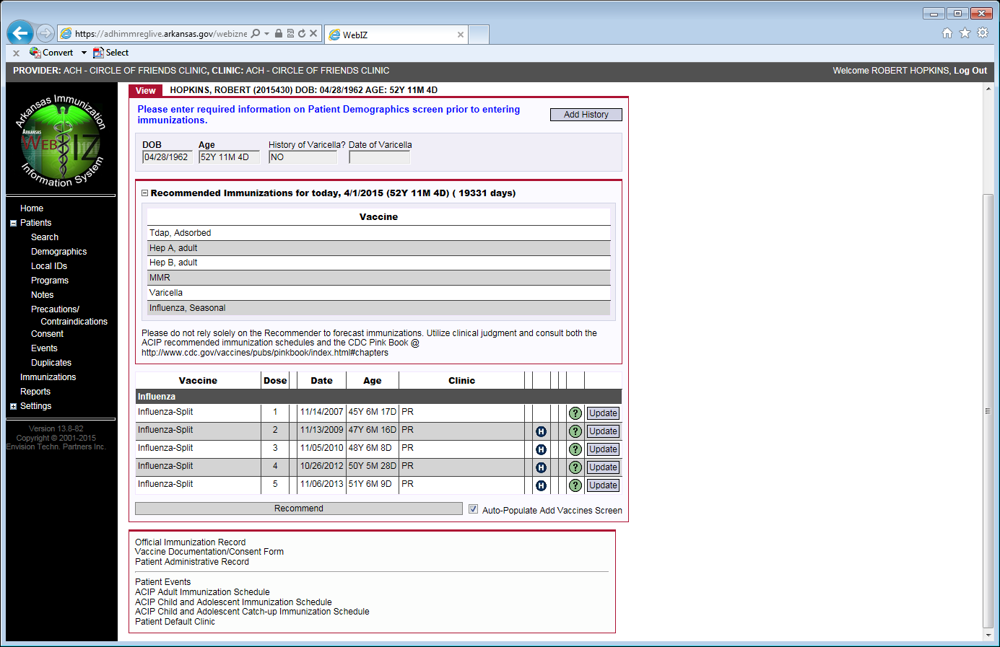 https://adhimmreglive.arkansas.gov/webizne
WebIZ
Convert
Select
PROVIDER: ACH - CIRCLE OF FRIENDS CLINIC, CLINIC: ACH - CIRCLE OF FRIENDS CLINIC
Welcome ROBERT HOPKINS, Log Out
Arkansas Immunization
ARKANSAS
WEBIZ
Information System
Home
Patients
Search
Demographics
Local IDs
Programs
Notes
Precautions/
Contraindications
Consent
Events
Duplicates
Immunizations
Reports
Settings
Version 13.8-82
Copyright © 2001-2015
Envision Techn. Partners Inc.
View HOPKINS, ROBERT (2015430) DOB: 04/28/1962 AGE: 52Y 11M 4D
Please enter required information on Patient Demographics screen prior to entering
immunizations.
Add History
DOB Age History of Varicella? Date of Varicella
04/28/1962 52Y 11M 4D NO
Recommended Immunizations for today, 4/1/2015 (52Y 11M 4D) ( 19331 days)
Vaccine
Tdap, Adsorbed
Hep A, adult
Hep B, adult
MMR
Varicella
Influenza, Seasonal
Please do not rely solely on the Recommender to forecast immunizations. Utilize clinical judgment and consult both the
ACIP recommended immunization schedules and the CDC Pink Book @
http://www.cdc.gov/vaccines/pubs/pinkbook/index.html#chapters
Vaccine Dose Date Age Clinic
Influenza
Influenza-Split 1 11/14/2007 45Y 6M 17D PR ? Update
Influenza-Split 2 11/13/2009 47Y 6M 16D PR H ? Update
Influenza-Split 3 11/05/2010 48Y 6M 8D PR H ? Update
Influenza-Split 4 10/26/2012 50Y 5M 28D PR H ? Update
Influenza-Split 5 11/06/2013 51Y 6M 9D PR H ? Update
Recommend Auto-Populate Add Vaccines Screen
Official Immunization Record
Vaccine Documentation/Consent Form
Patient Administrative Record
Patient Events
ACIP Adult Immunization Schedule
ACIP Child and Adolescent Immunization Schedule
ACIP Child and Adolescent Catch-up Immunization Schedule
Patient Default Clinic